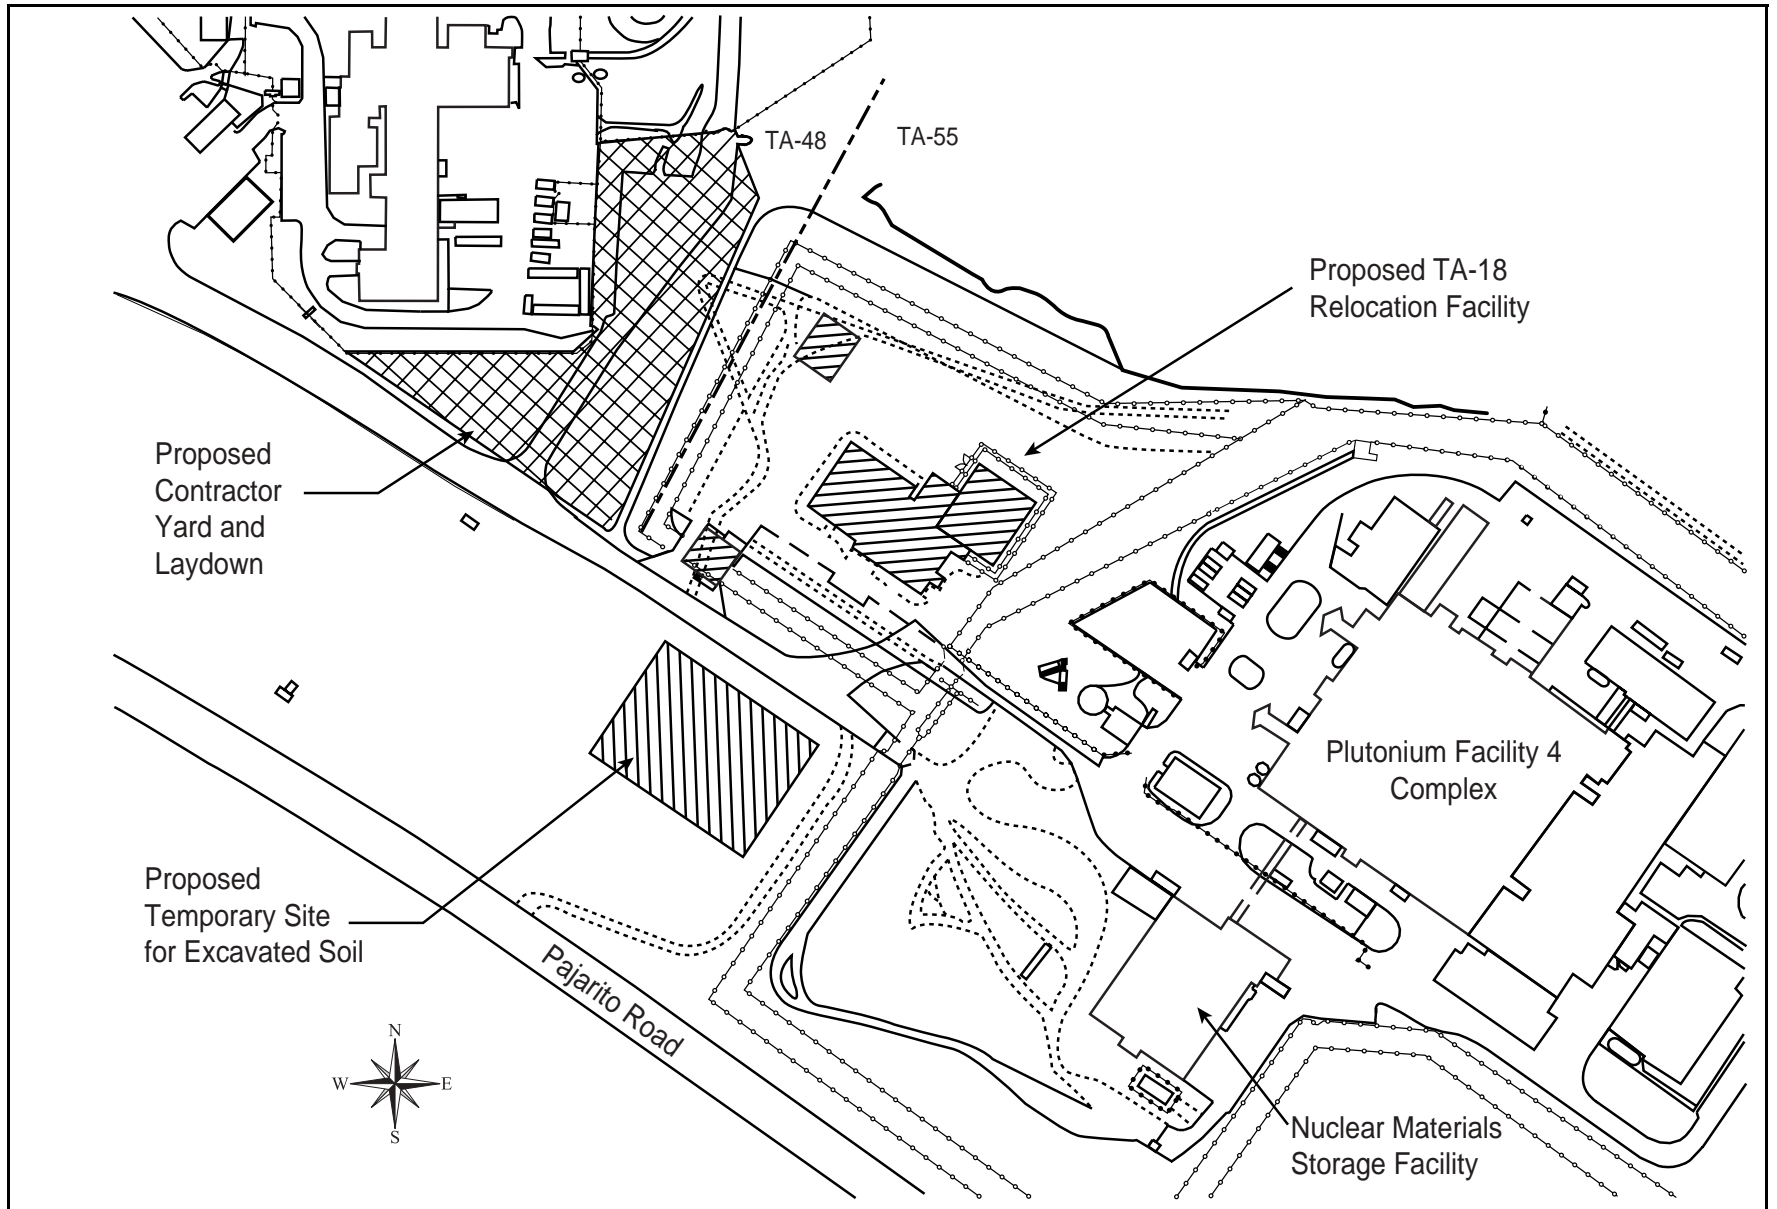 TA-48
TA-55
Proposed TA-18
Relocation Facility
Proposed
Contractor
Yard and
Laydown
Plutonium Facility 4
Complex
Proposed
Temporary Site
for Excavated Soil
Pajarito Road
N
W
E
S
Nuclear Materials
Storage Facility